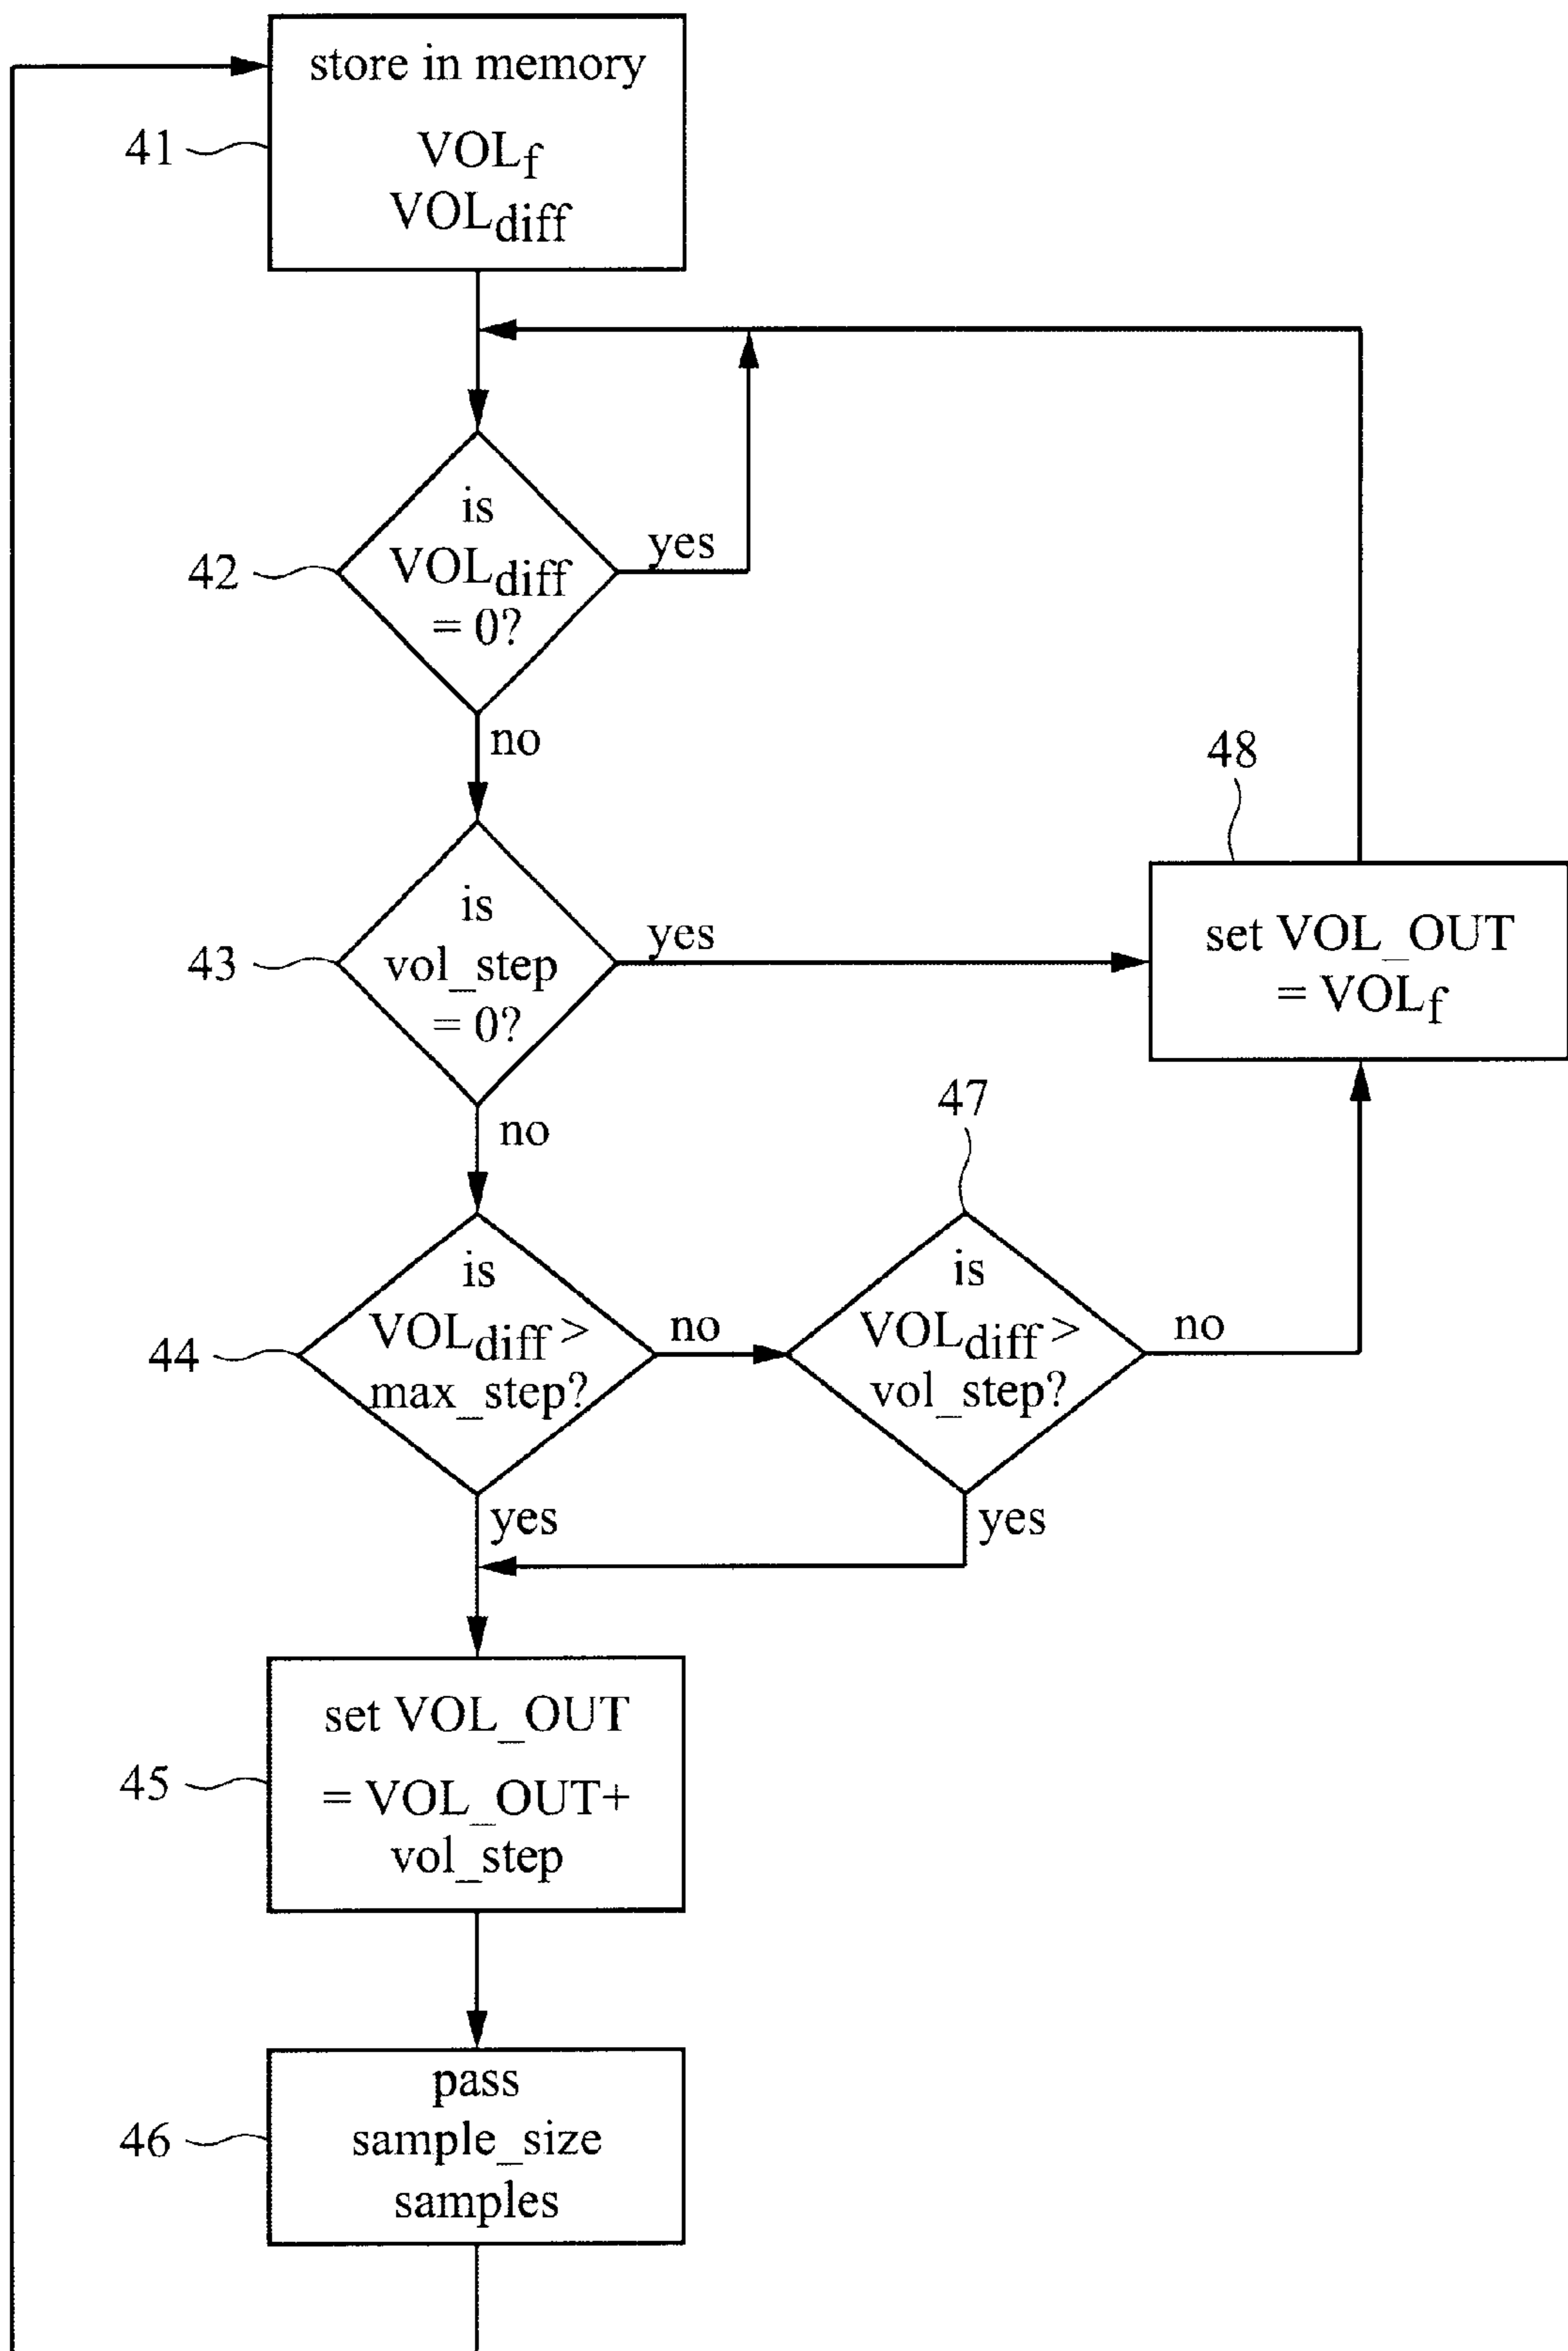 store in memory
41
VOLf
VOLdiff
is
42
VOLdiff
yes
= 0?
no
48
is
43
vol_step
yes
= 0?
set VOL_OUT
= VOLf
no
47
is
44
VOLdiff >
max_step?
no
is
VOLdiff >
vol_step?
no
yes
yes
set VOL_OUT
45
= VOL_OUT+
vol_step
pass
46
sample_size
samples